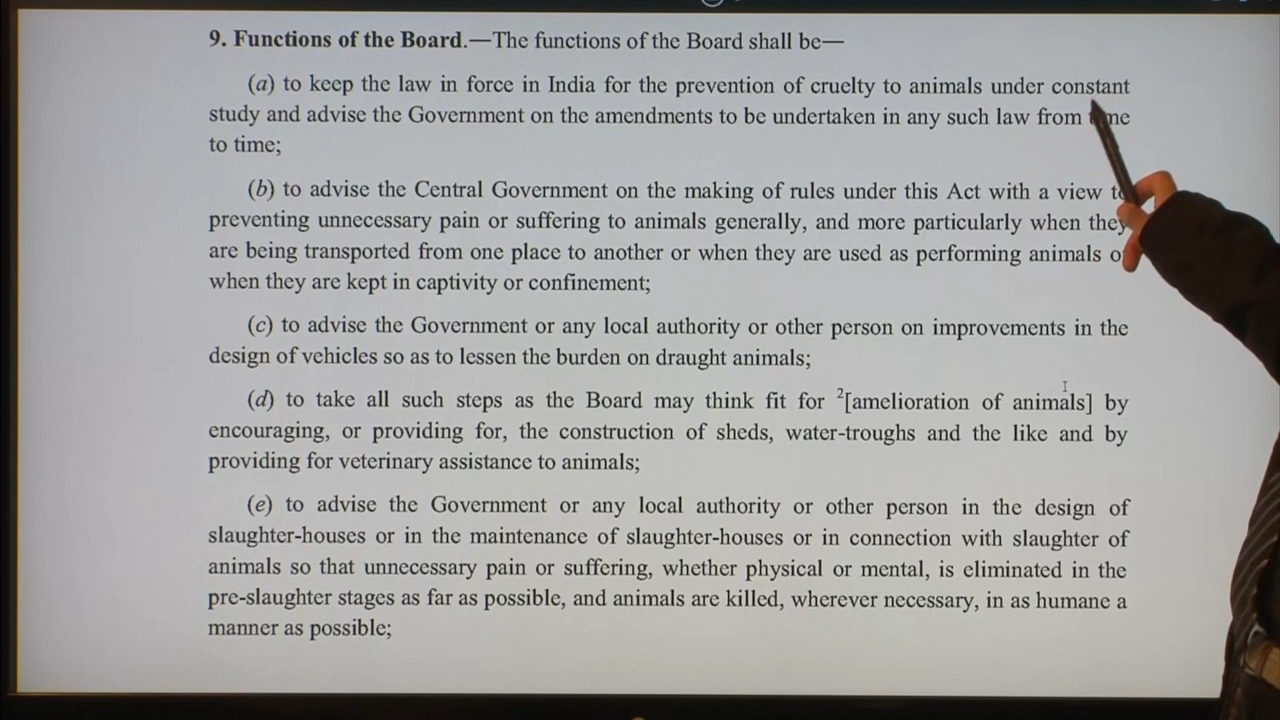 9. Functions of the Board.—The functions of the Board shall be—
(a) to keep the law in force in India for the prevention of cruelty to animals under constant
study and advise the Government on the amendments to be undertaken in any such law from
to time;
(b) to advise the Central Government on the making of rules under this Act with a view
preventing unnecessary pain or suffering to animals generally, and more particularly when they
are being transported from one place to another or when they are used as performing animals
when they are kept in captivity or confinement;
(c) to advise the Government or any local authority or other person on improvements in the
design of vehicles so as to lessen the burden on draught animals;
(d) to take all such steps as the Board may think fit for ²[amelioration of animals] by
encouraging, or providing for, the construction of sheds, water-troughs and the like and by
providing for veterinary assistance to animals;
(e) to advise the Government or any local authority or other person in the design of
slaughter-houses or in the maintenance of slaughter-houses or in connection with slaughter of
animals so that unnecessary pain or suffering, whether physical or mental, is eliminated in the
pre-slaughter stages as far as possible, and animals are killed, wherever necessary, in as humane a
manner as possible;